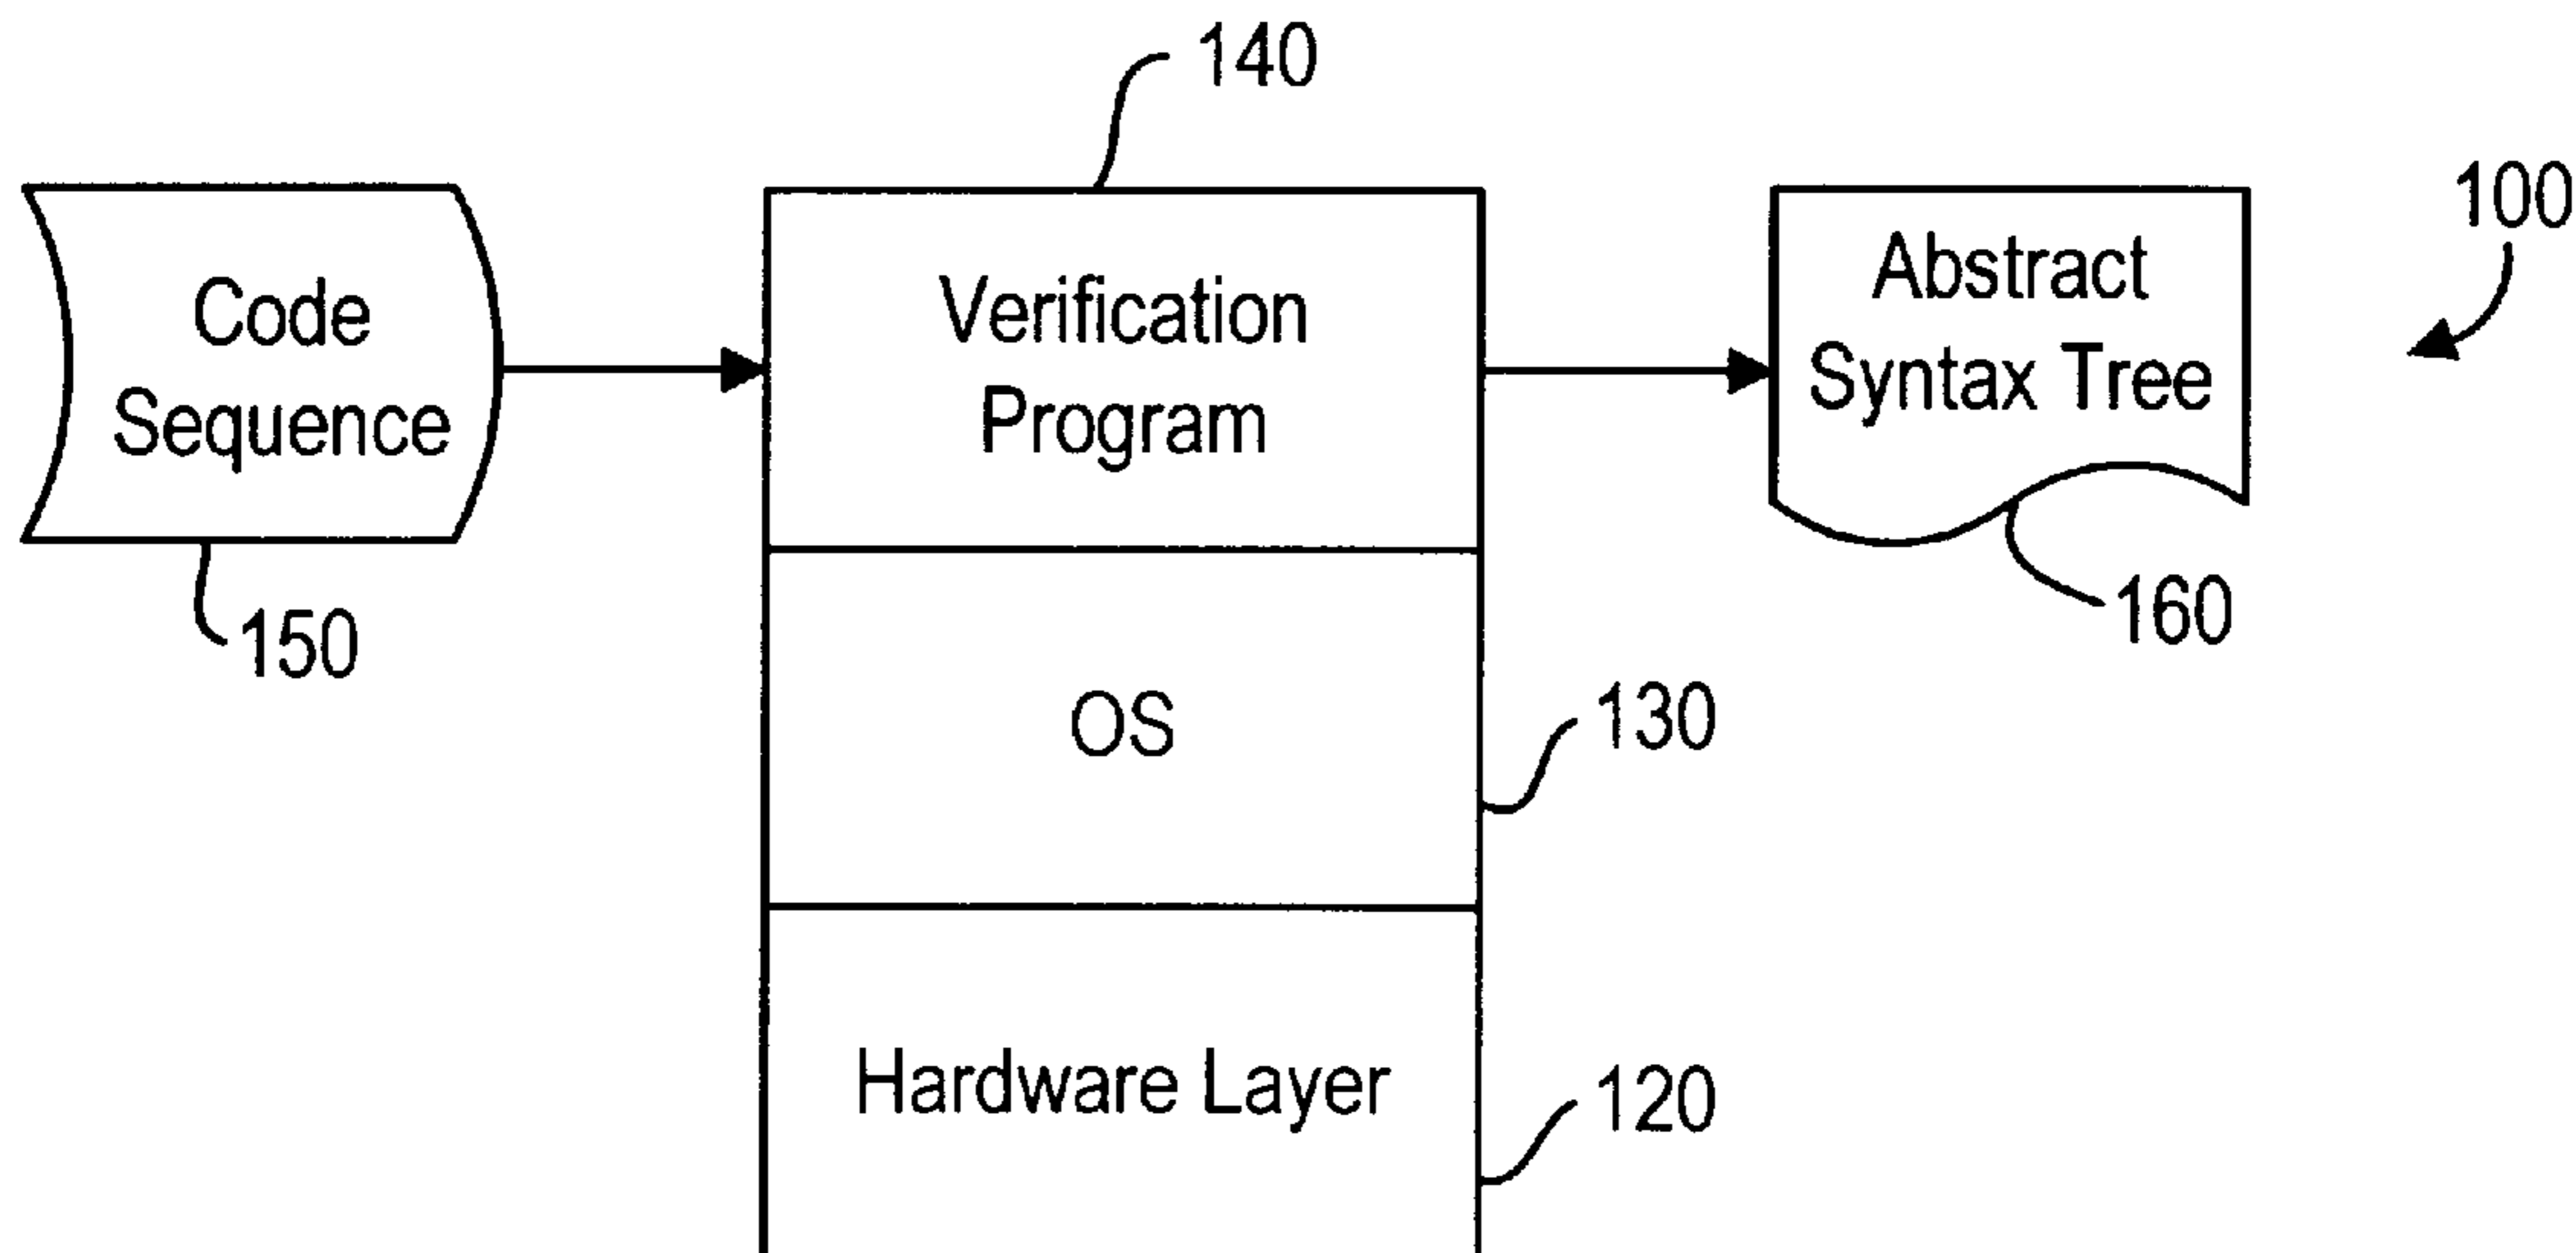 140
100
Code
Sequence
Verification
Program
Abstract
Syntax Tree
150
160
OS
130
Hardware Layer
120